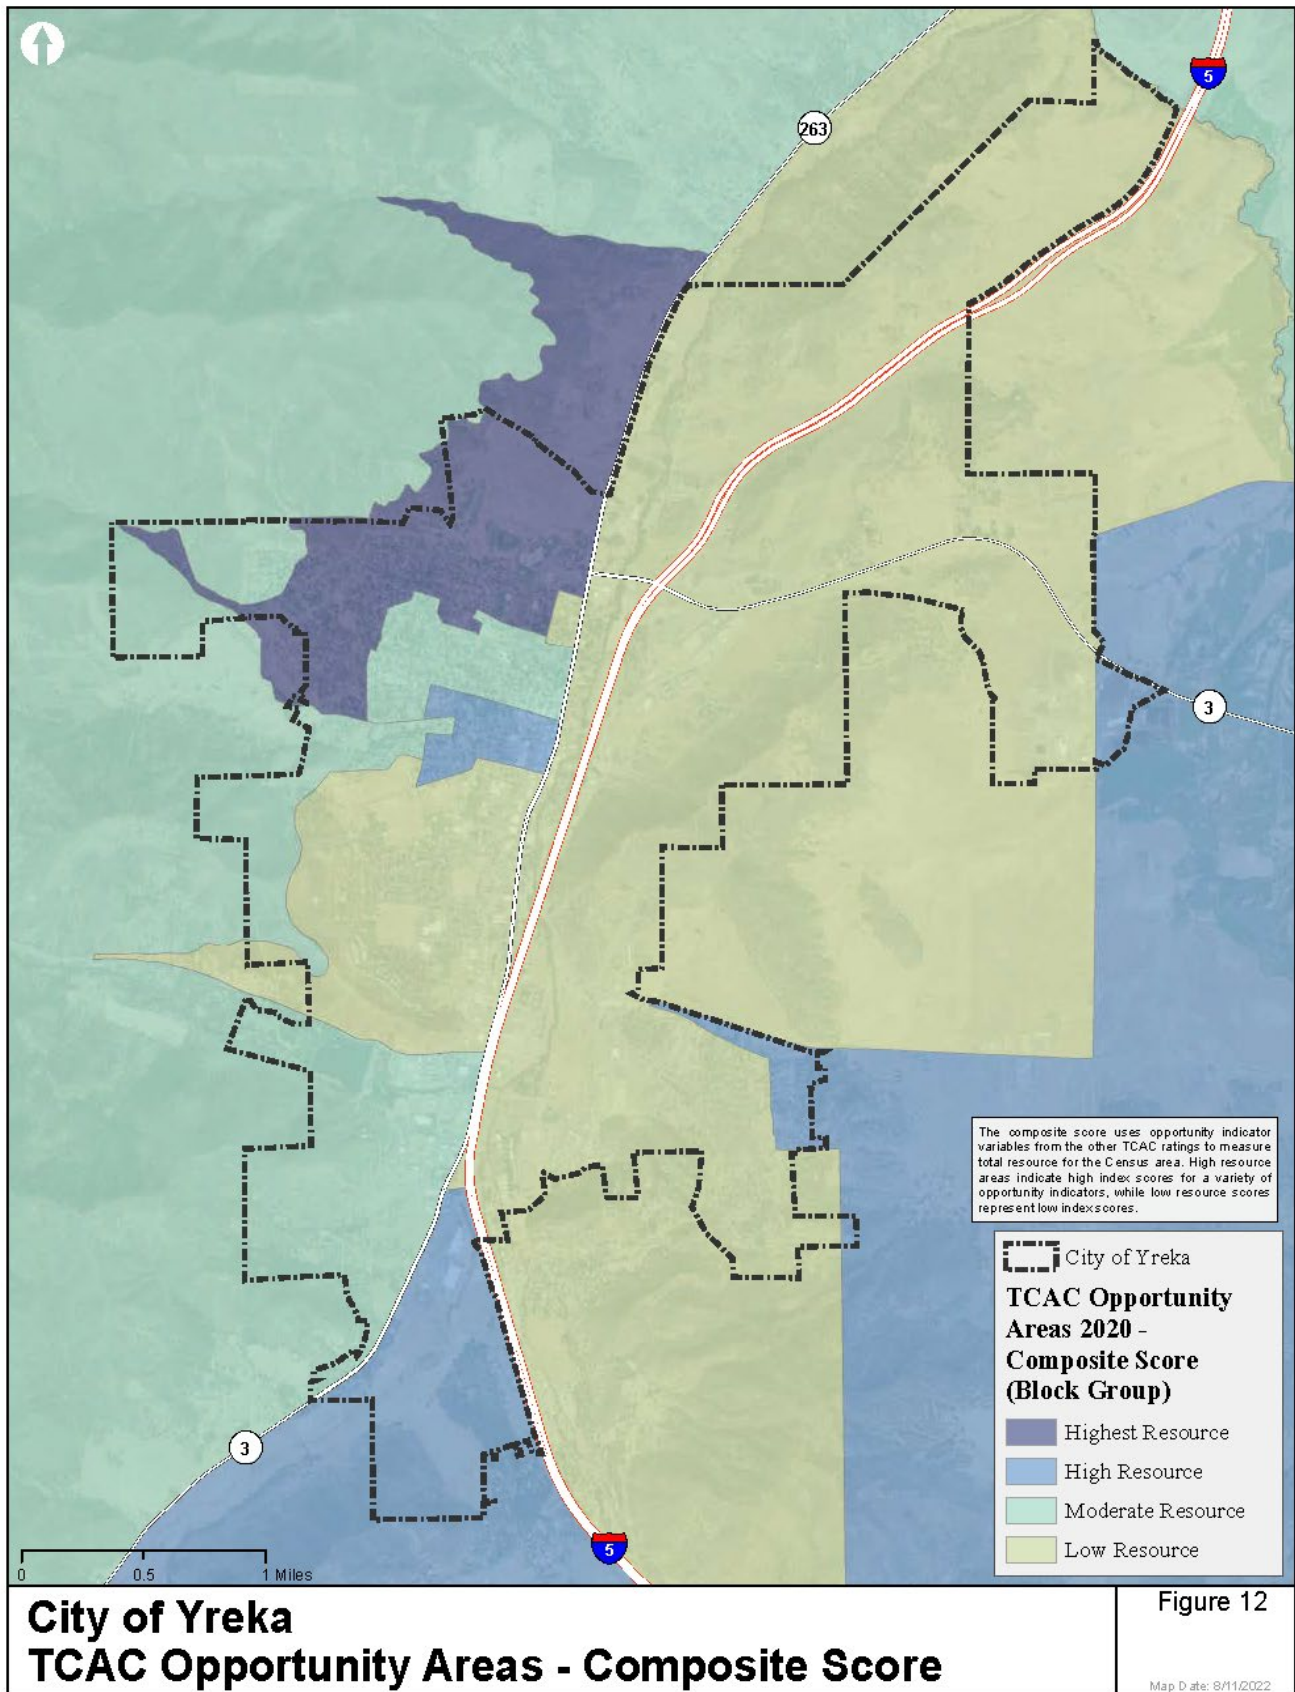 5
263
3
The composite score uses opportunity indicator
variables from the other TCAC ratings to measure
total resource for the Census area. High resource
areas indicate high index scores for a variety of
opportunity indicators, while low resource scores
represent low index scores.
City of Yreka
TCAC Opportunity
Areas 2020 -
Composite Score
(Block Group)
Highest Resource
High Resource
Moderate Resource
Low Resource
3
5
0 0.5 1 Miles
City of Yreka
TCAC Opportunity Areas - Composite Score
Figure 12
Map Date: 8/11/2022